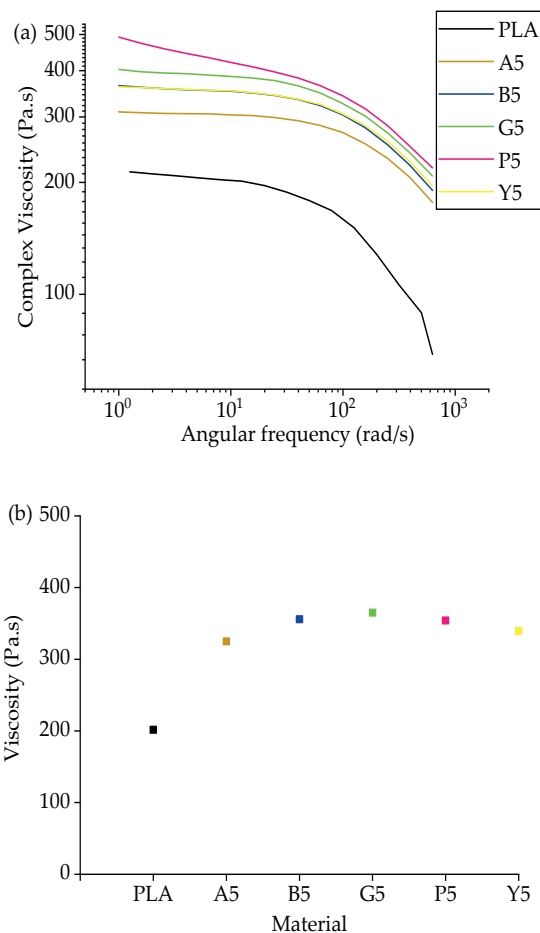 (a)
Complex Viscosity (Pa.s)
500
400
300
200
100
10⁰
10¹
10²
10³
Angular frequency (rad/s)
PLA
A5
B5
G5
P5
Y5
(b)
Viscosity (Pa.s)
500
400
300
200
100
0
PLA A5 B5 G5 P5 Y5
Material